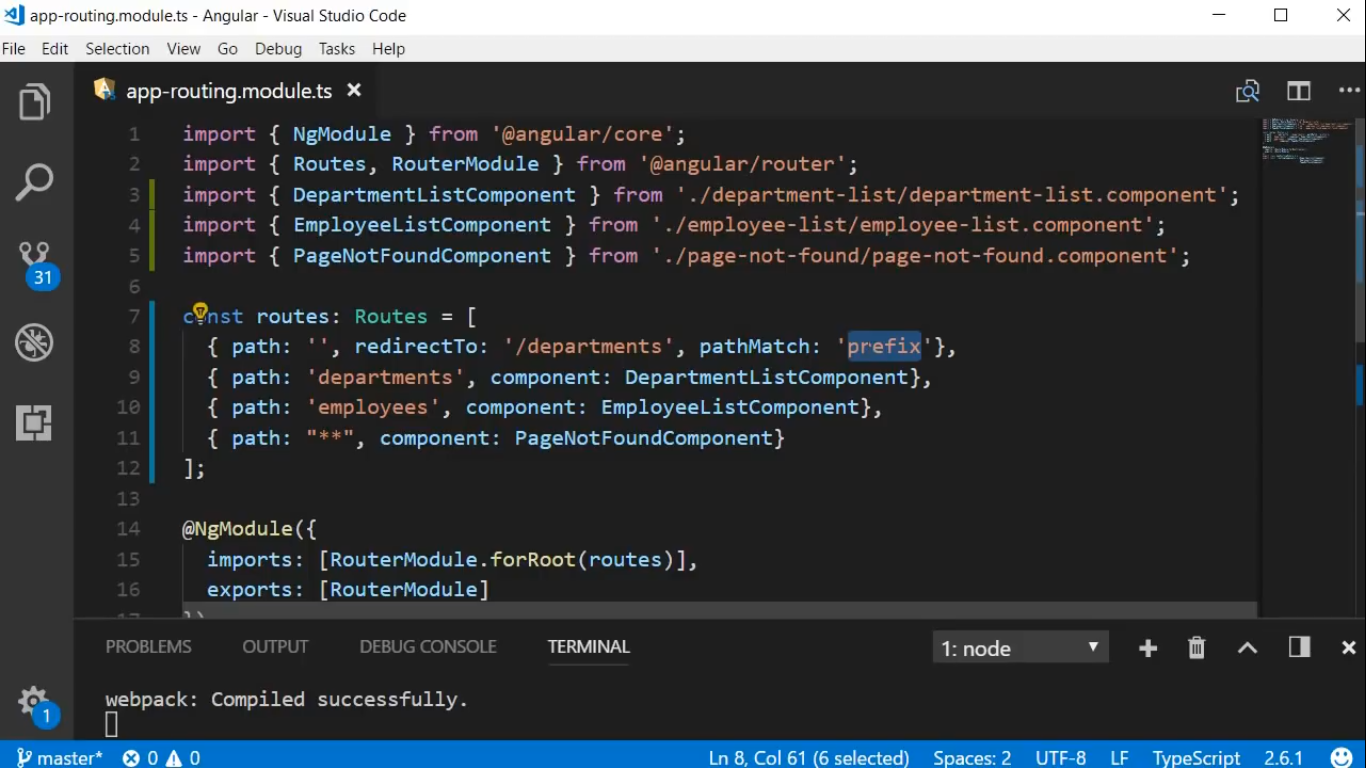 app-routing.module.ts - Angular - Visual Studio Code
File Edit Selection View Go Debug Tasks Help
app-routing.module.ts
1 import { NgModule } from '@angular/core';
2 import { Routes, RouterModule } from '@angular/router';
3 import { DepartmentListComponent } from './department-list/department-list.component';
4 import { EmployeeListComponent } from './employee-list/employee-list.component';
5 import { PageNotFoundComponent } from './page-not-found/page-not-found.component';
6
7 const routes: Routes = [
8 { path: '', redirectTo: '/departments', pathMatch: 'prefix'},
9 { path: 'departments', component: DepartmentListComponent},
10 { path: 'employees', component: EmployeeListComponent},
11 { path: "**", component: PageNotFoundComponent}
12 ];
13
14 @NgModule({
15 imports: [RouterModule.forRoot(routes)],
16 exports: [RouterModule]
17 })
31
1
PROBLEMS OUTPUT DEBUG CONSOLE TERMINAL 1: node
webpack: Compiled successfully.
master* 0 0 Ln 8, Col 61 (6 selected) Spaces: 2 UTF-8 LF TypeScript 2.6.1